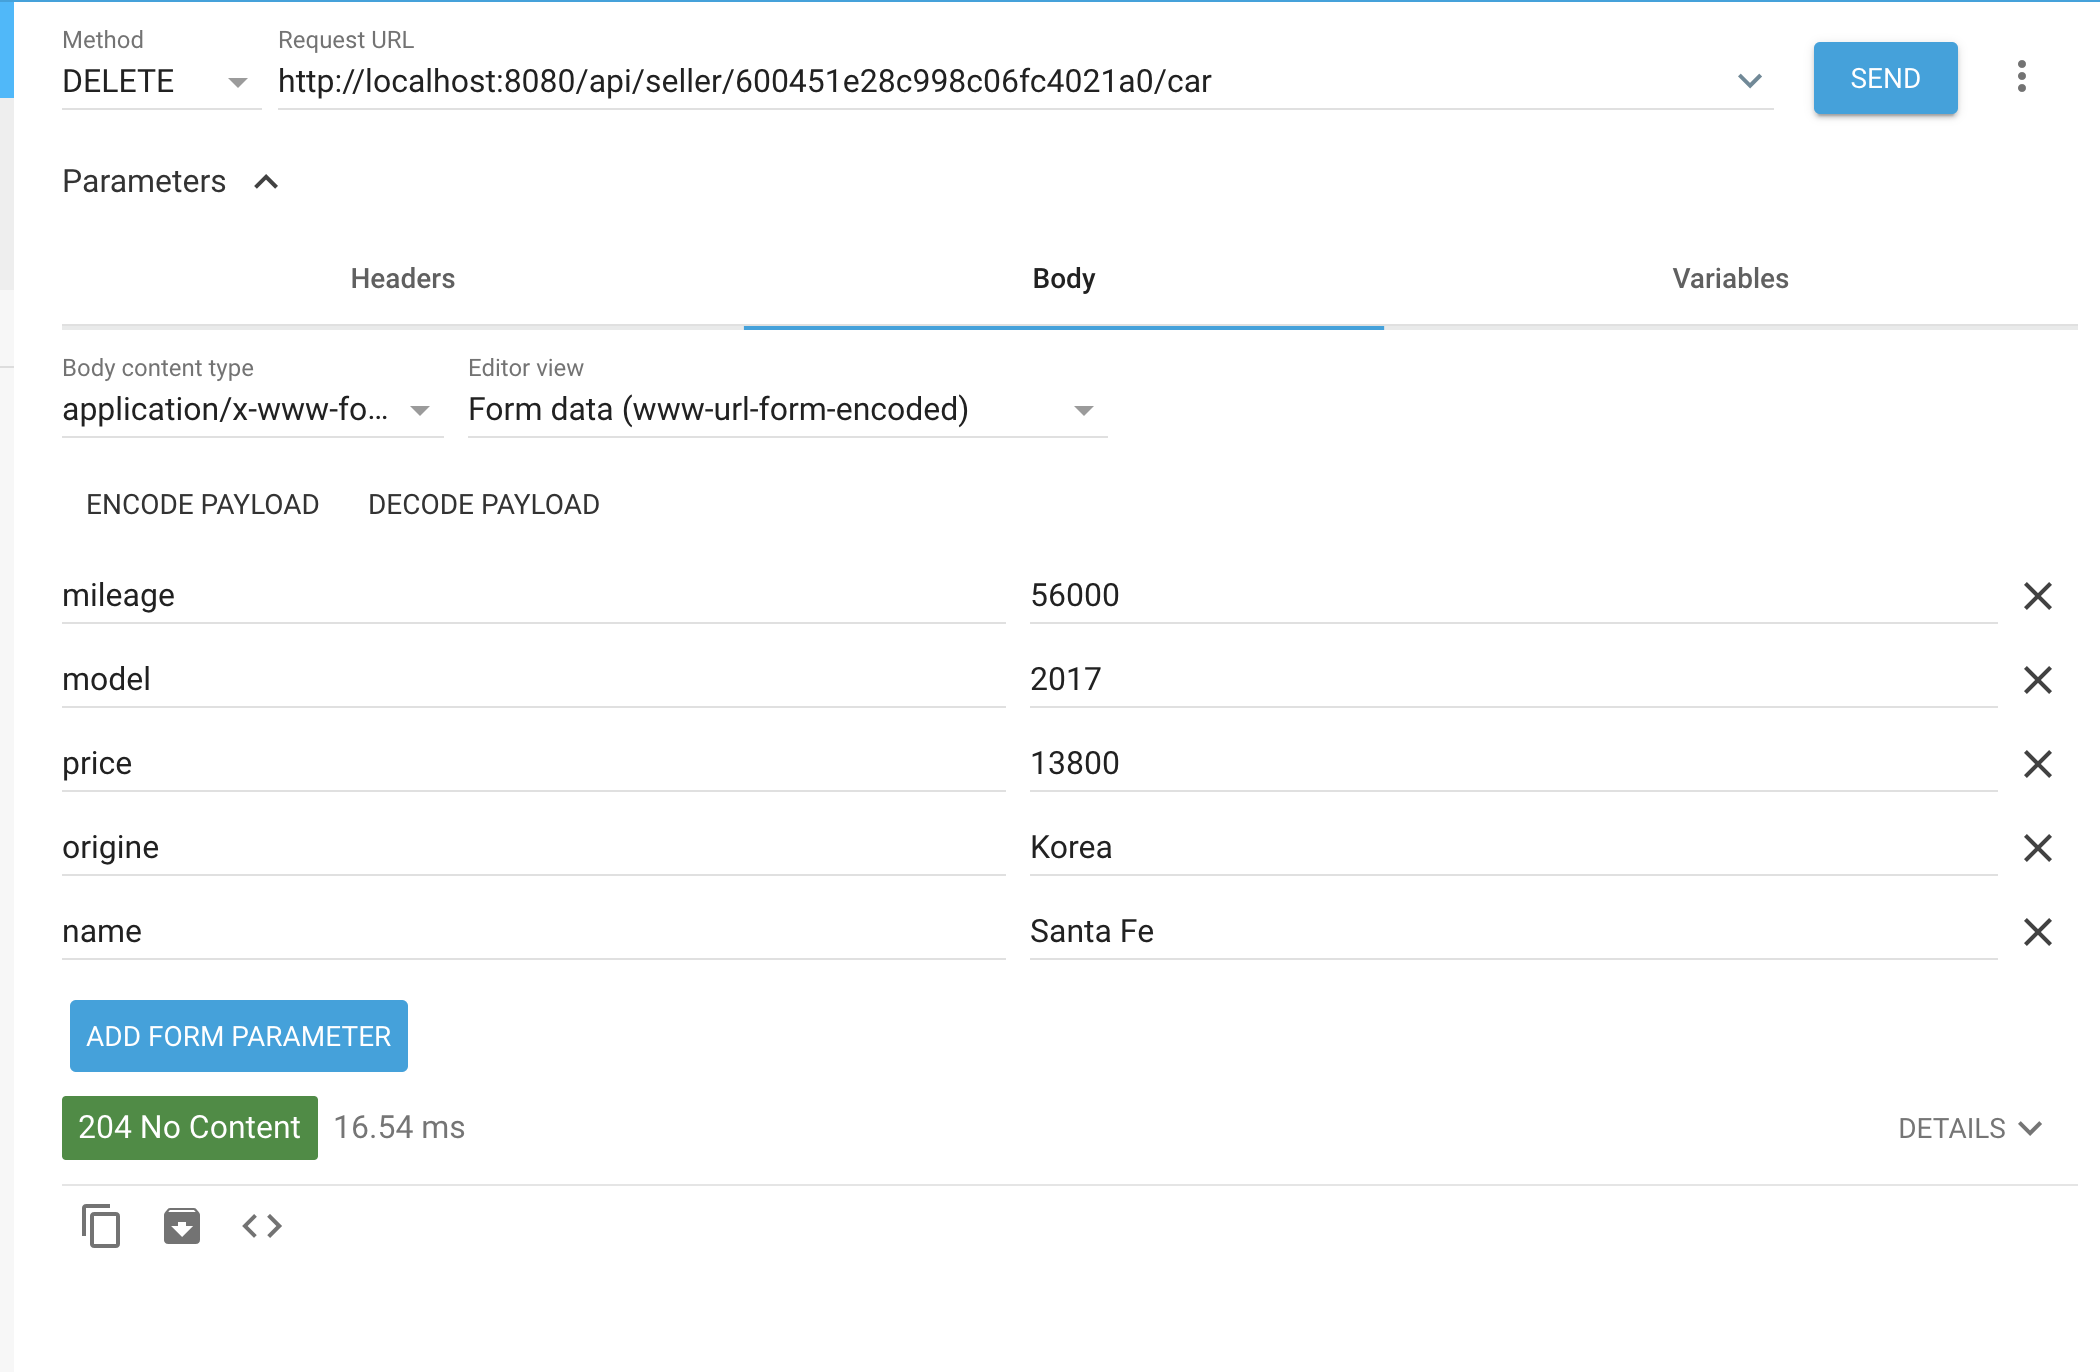 Method
Request URL
DELETE
http://localhost:8080/api/seller/600451e28c998c06fc4021a0/car
SEND
Parameters
Headers
Body
Variables
Body content type
Editor view
application/x-www-fo...
Form data (www-url-form-encoded)
ENCODE PAYLOAD
DECODE PAYLOAD
mileage
56000
model
2017
price
13800
origine
Korea
name
Santa Fe
ADD FORM PARAMETER
204 No Content
16.54 ms
DETAILS